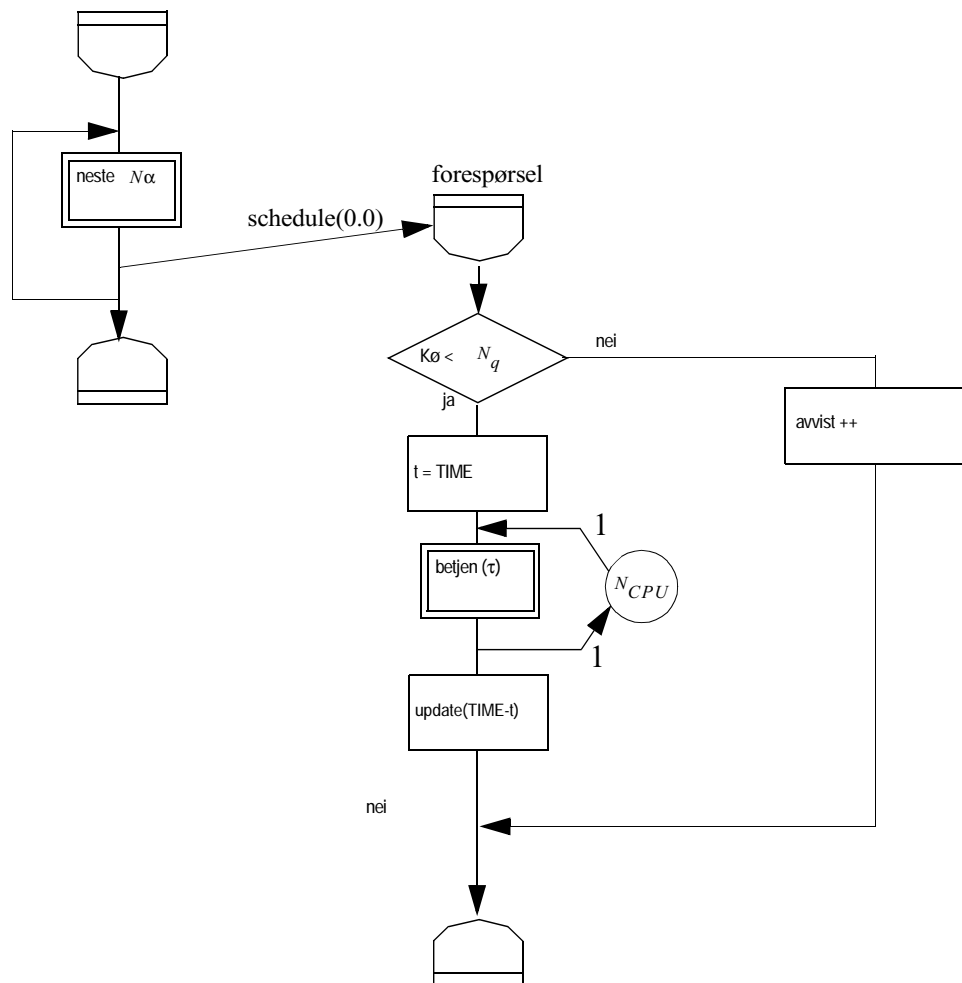 neste Nα
forespørsel
schedule(0.0)
Kø < N_q
nei
ja
avvist ++
t = TIME
1
betjen (τ)
N_CPU
1
update(TIME-t)
nei